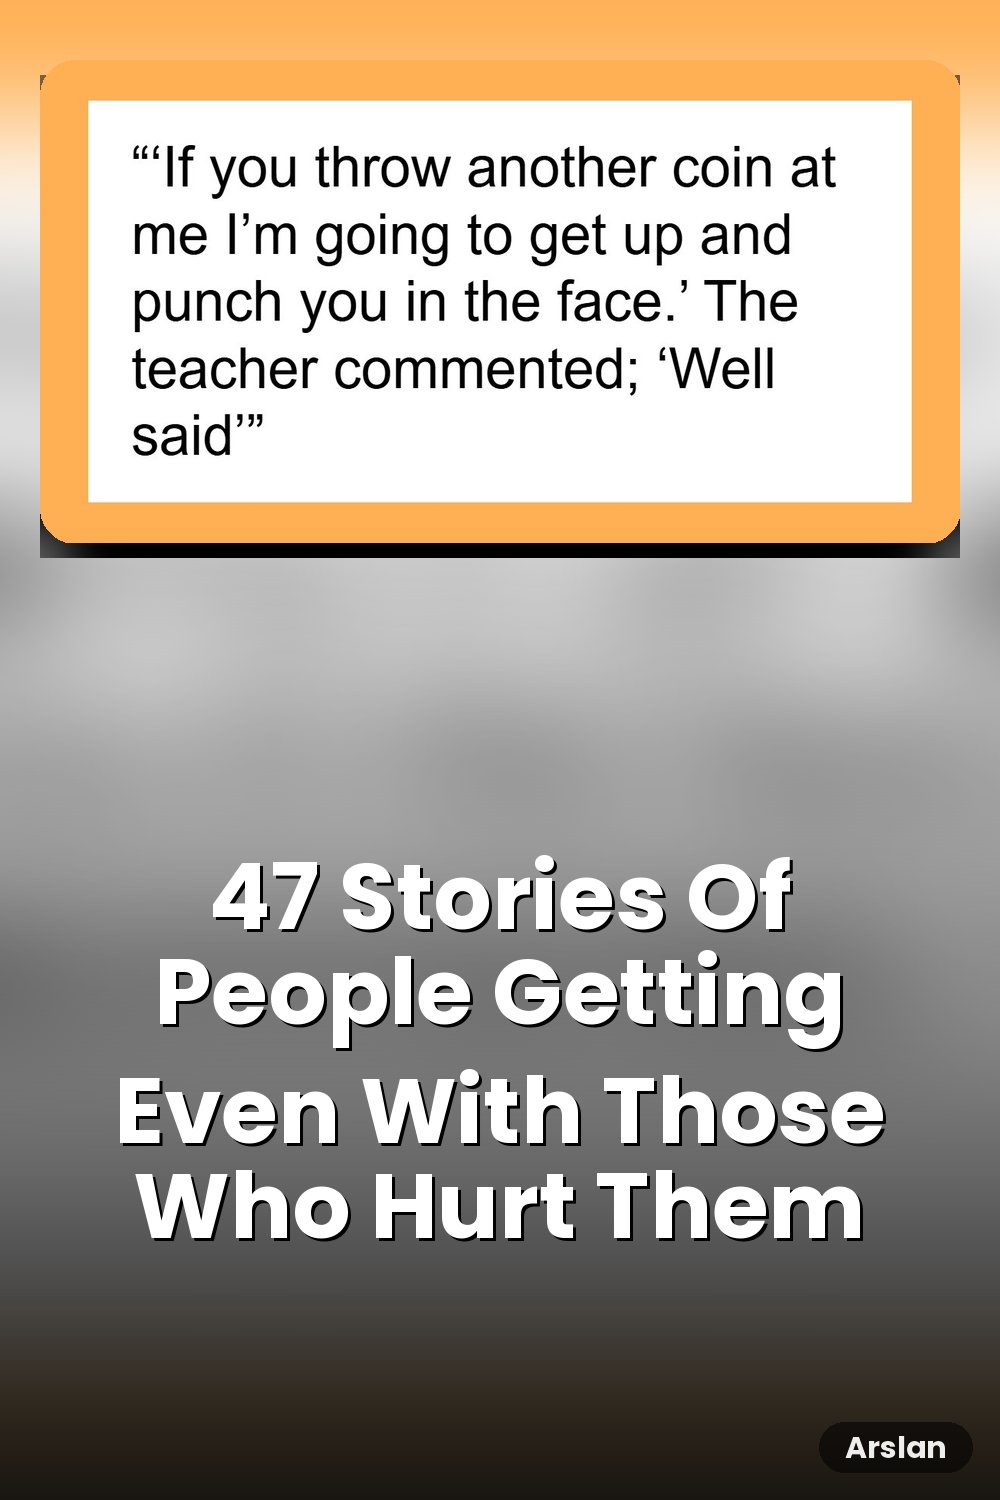 “‘If you throw another coin at
me I’m going to get up and
punch you in the face.’ The
teacher commented; ‘Well
said’”
47 Stories Of
People Getting
Even With Those
Who Hurt Them
Arslan